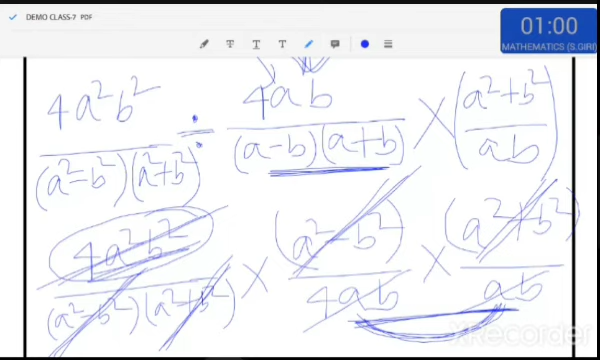 DEMO CLASS-7 PDF
01:00
MATHEMATICS (S.GIRI)
4a²b² / (a²-b²)(a²+b²) ÷ 4ab / (a-b)(a+b) × (a²+b² / ab)
4a²b² / (a²-b²)(a²+b²) × (a²-b²) / 4ab × (a²+b²) / ab
XRecorder